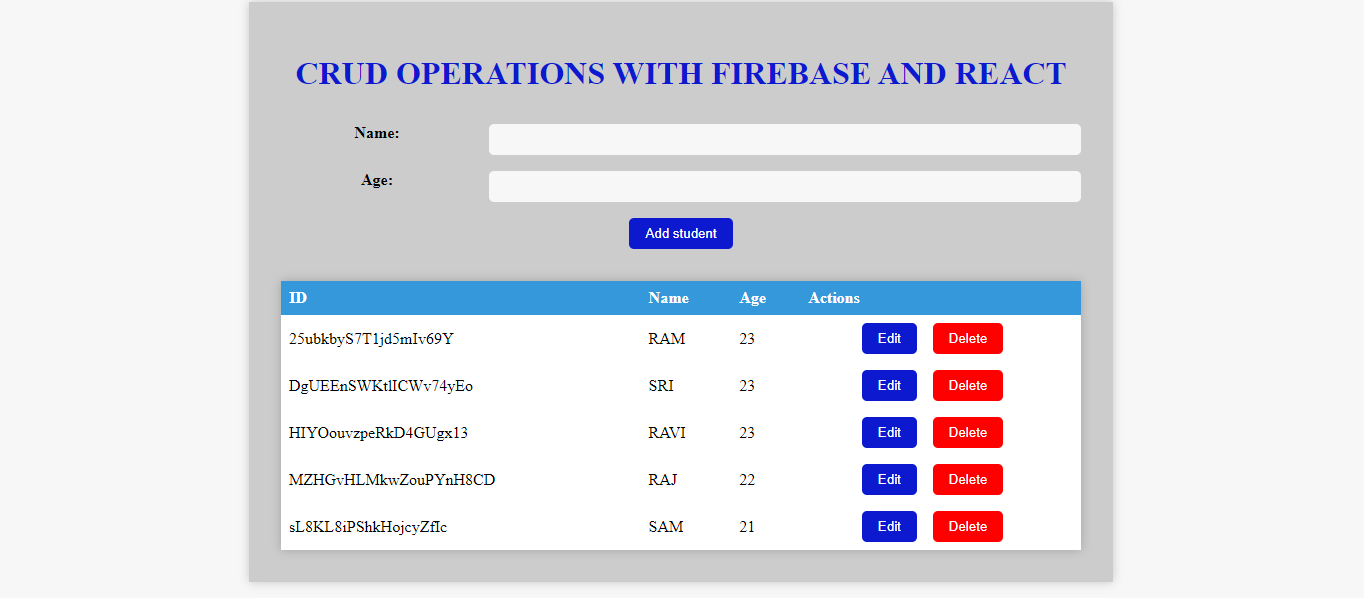 CRUD OPERATIONS WITH FIREBASE AND REACT
Name:
Age:
Add student
ID Name Age Actions
25ubkbyS7T1jd5mIv69Y RAM 23 Edit Delete
DgUEEnSWKtlICWv74yEo SRI 23 Edit Delete
HIYOouvzpeRkD4GUgx13 RAVI 23 Edit Delete
MZHGvHLMkwZouPYnH8CD RAJ 22 Edit Delete
sL8KL8iPShkHojcyZfIc SAM 21 Edit Delete